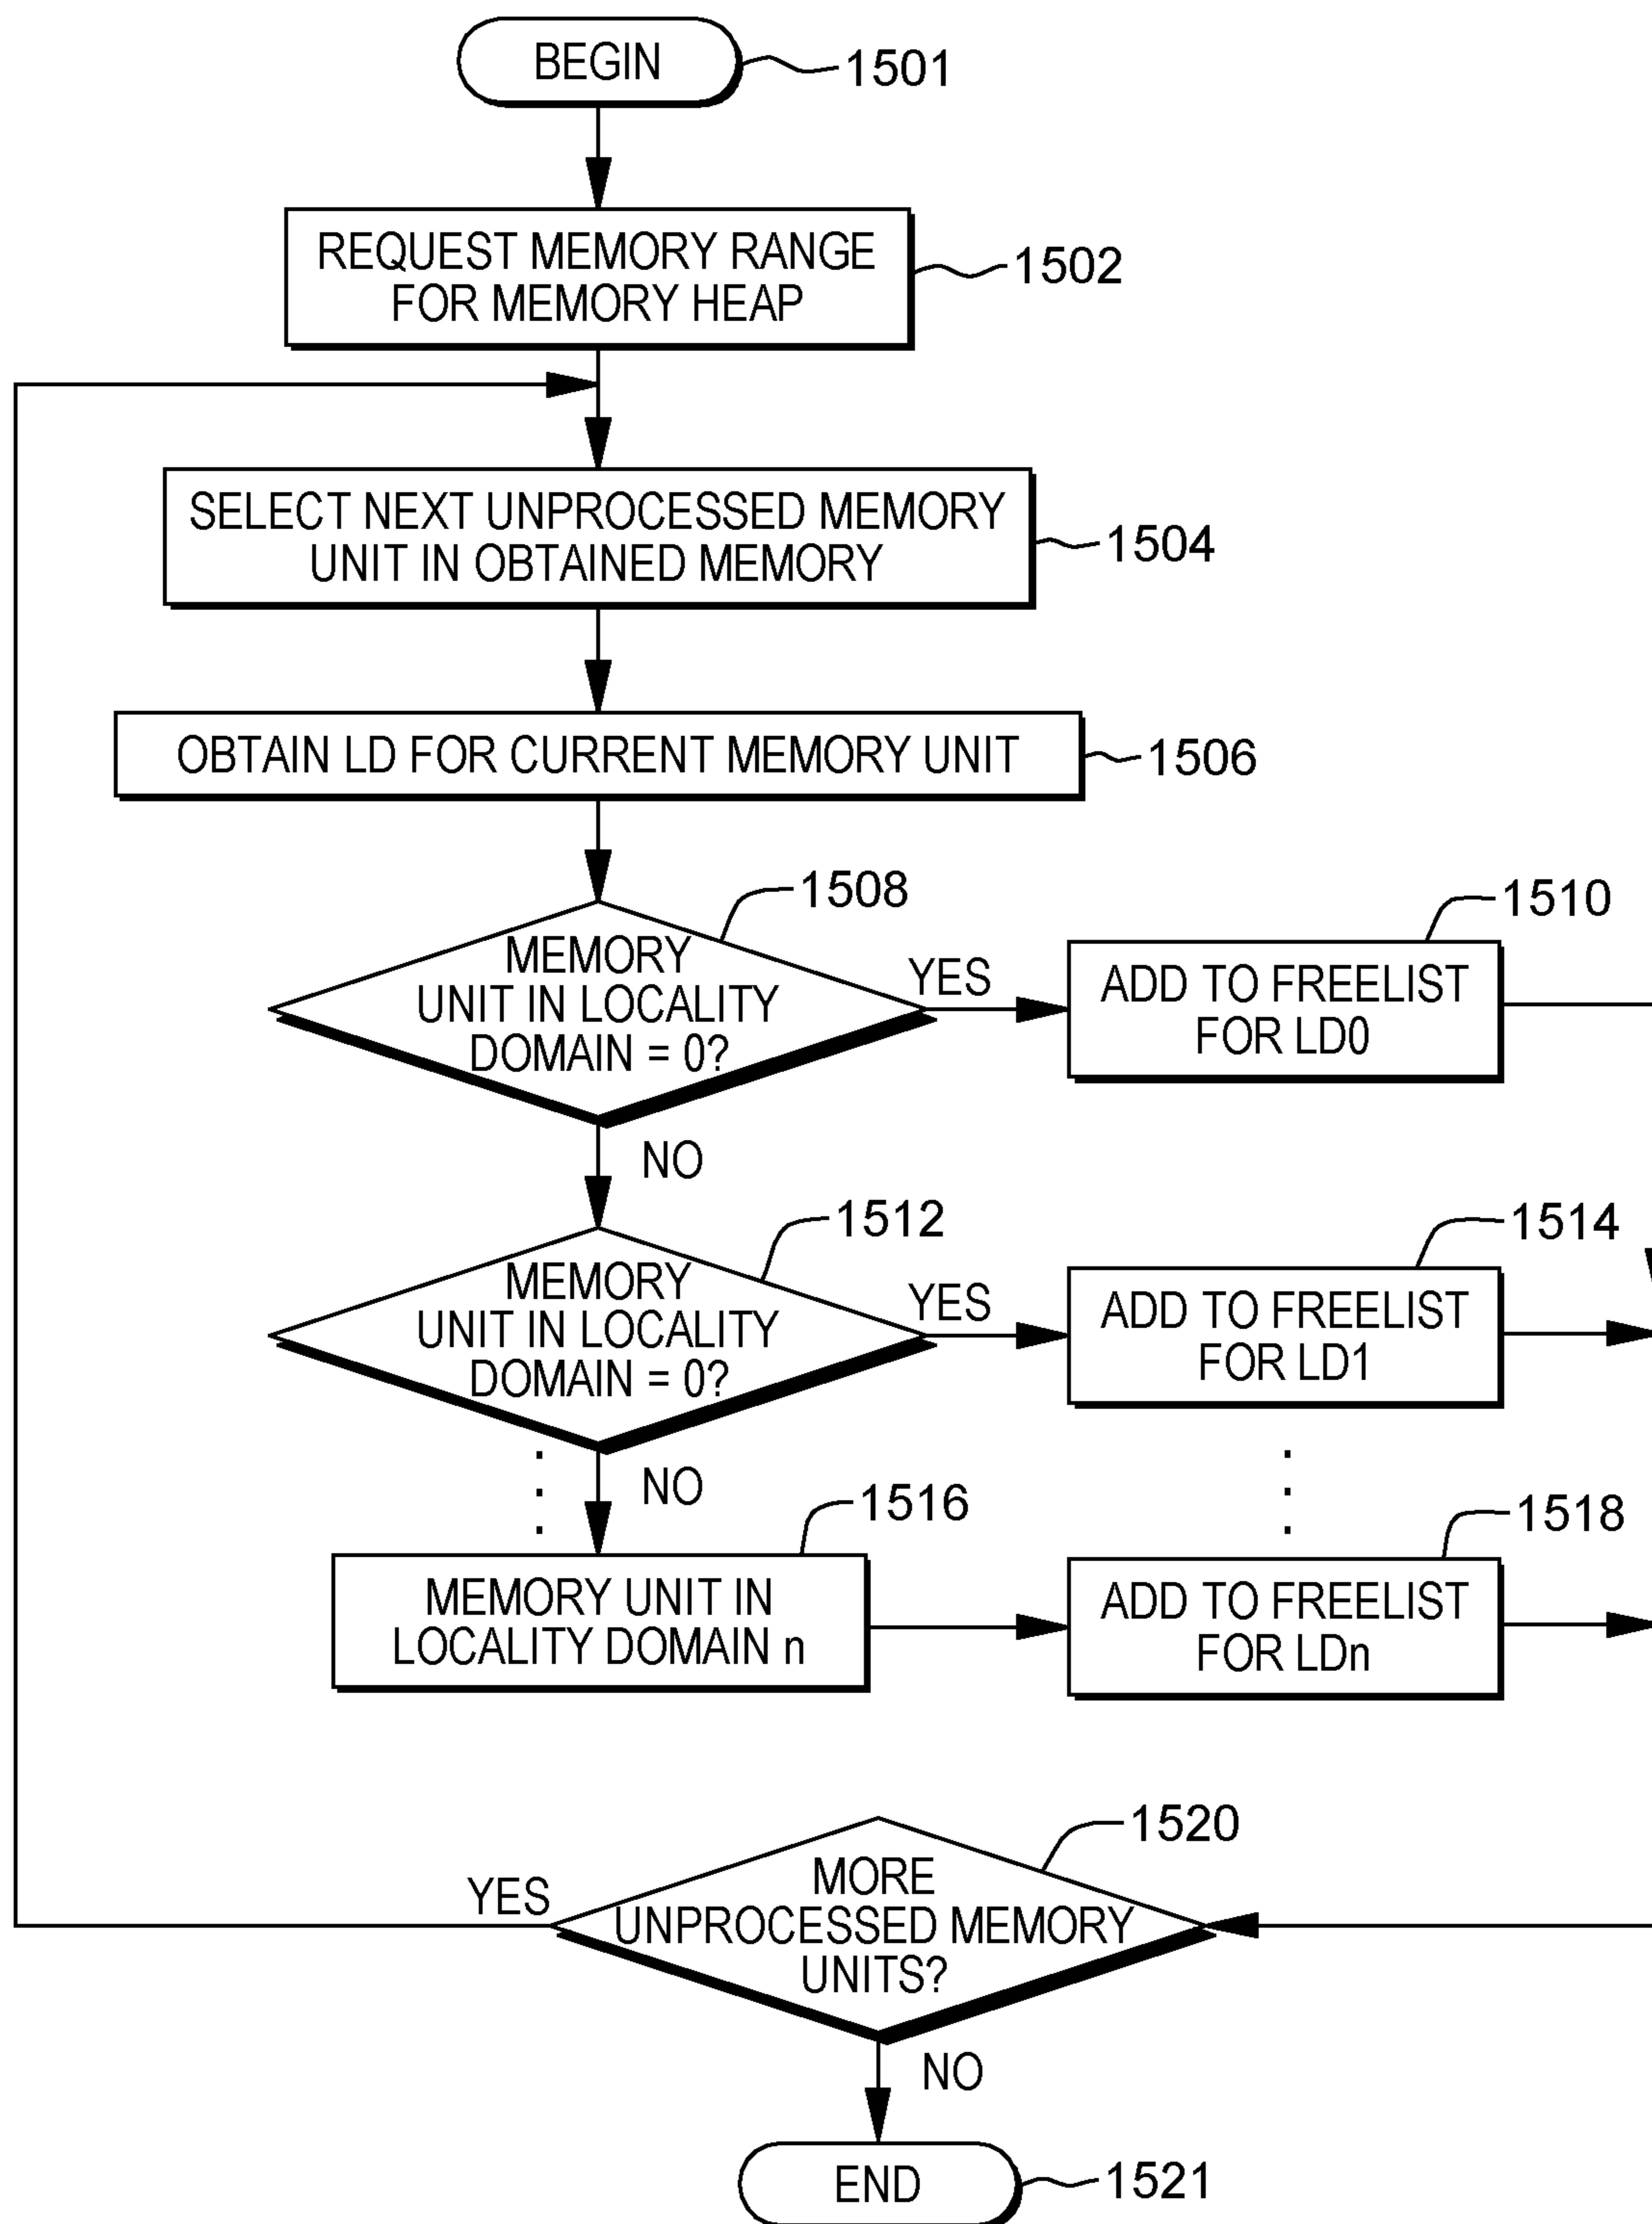 BEGIN
1501
REQUEST MEMORY RANGE
FOR MEMORY HEAP
1502
SELECT NEXT UNPROCESSED MEMORY
UNIT IN OBTAINED MEMORY
1504
OBTAIN LD FOR CURRENT MEMORY UNIT
1506
1508
MEMORY
UNIT IN LOCALITY
DOMAIN = 0?
YES
1510
ADD TO FREELIST
FOR LD0
NO
1512
MEMORY
UNIT IN LOCALITY
DOMAIN = 0?
YES
1514
ADD TO FREELIST
FOR LD1
NO
1516
MEMORY UNIT IN
LOCALITY DOMAIN n
1518
ADD TO FREELIST
FOR LDn
1520
MORE
UNPROCESSED MEMORY
UNITS?
YES
NO
END
1521